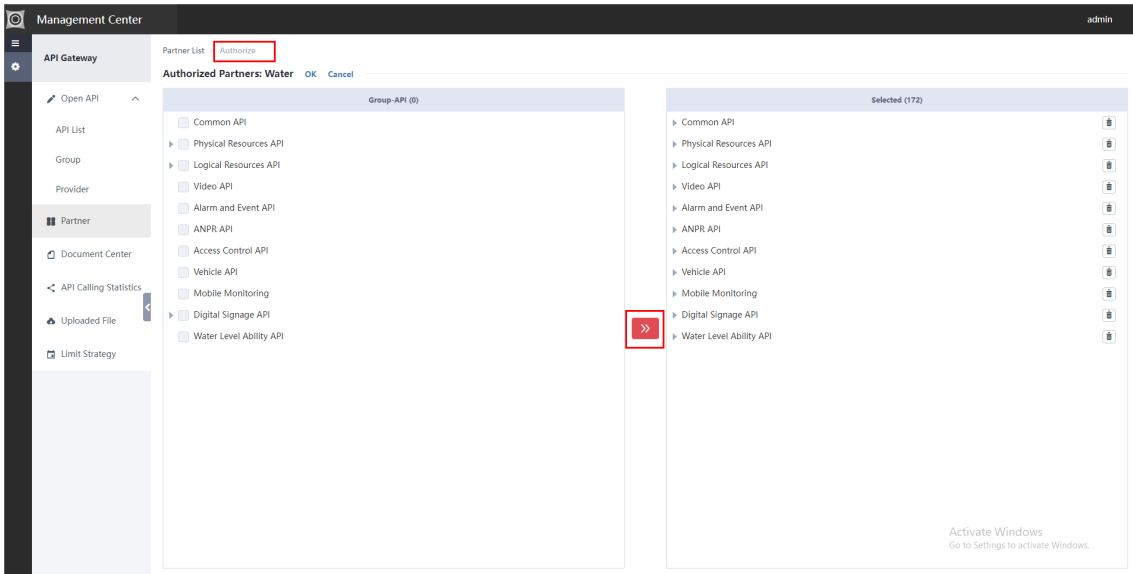 Management Center
admin
API Gateway
Partner List > Authorize
Authorized Partners: Water OK Cancel
Open API
API List
Group
Provider
Partner
Document Center
API Calling Statistics
Uploaded File
Limit Strategy
Group-API (0)
Common API
Physical Resources API
Logical Resources API
Video API
Alarm and Event API
ANPR API
Access Control API
Vehicle API
Mobile Monitoring
Digital Signage API
Water Level Ability API
Selected (172)
Common API
Physical Resources API
Logical Resources API
Video API
Alarm and Event API
ANPR API
Access Control API
Vehicle API
Mobile Monitoring
Digital Signage API
Water Level Ability API
Activate Windows
Go to Settings to activate Windows.